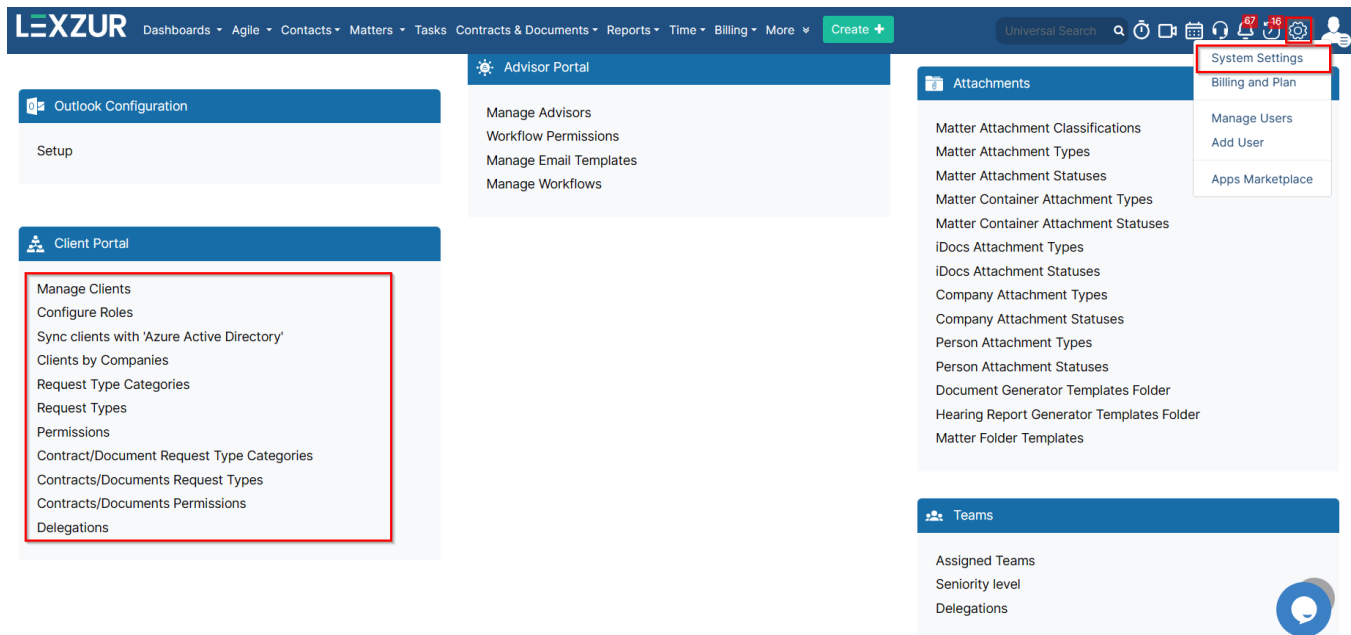 LEXZUR Dashboards Agile Contacts Matters Tasks Contracts & Documents Reports Time Billing More Create + Universal Search 67 -16
System Settings
Billing and Plan
Manage Users
Add User
Apps Marketplace
Outlook Configuration
Setup
Client Portal
Manage Clients
Configure Roles
Sync clients with 'Azure Active Directory'
Clients by Companies
Request Type Categories
Request Types
Permissions
Contract/Document Request Type Categories
Contracts/Documents Request Types
Contracts/Documents Permissions
Delegations
Advisor Portal
Manage Advisors
Workflow Permissions
Manage Email Templates
Manage Workflows
Attachments
Matter Attachment Classifications
Matter Attachment Types
Matter Attachment Statuses
Matter Container Attachment Types
Matter Container Attachment Statuses
iDocs Attachment Types
iDocs Attachment Statuses
Company Attachment Types
Company Attachment Statuses
Person Attachment Types
Person Attachment Statuses
Document Generator Templates Folder
Hearing Report Generator Templates Folder
Matter Folder Templates
Teams
Assigned Teams
Seniority level
Delegations